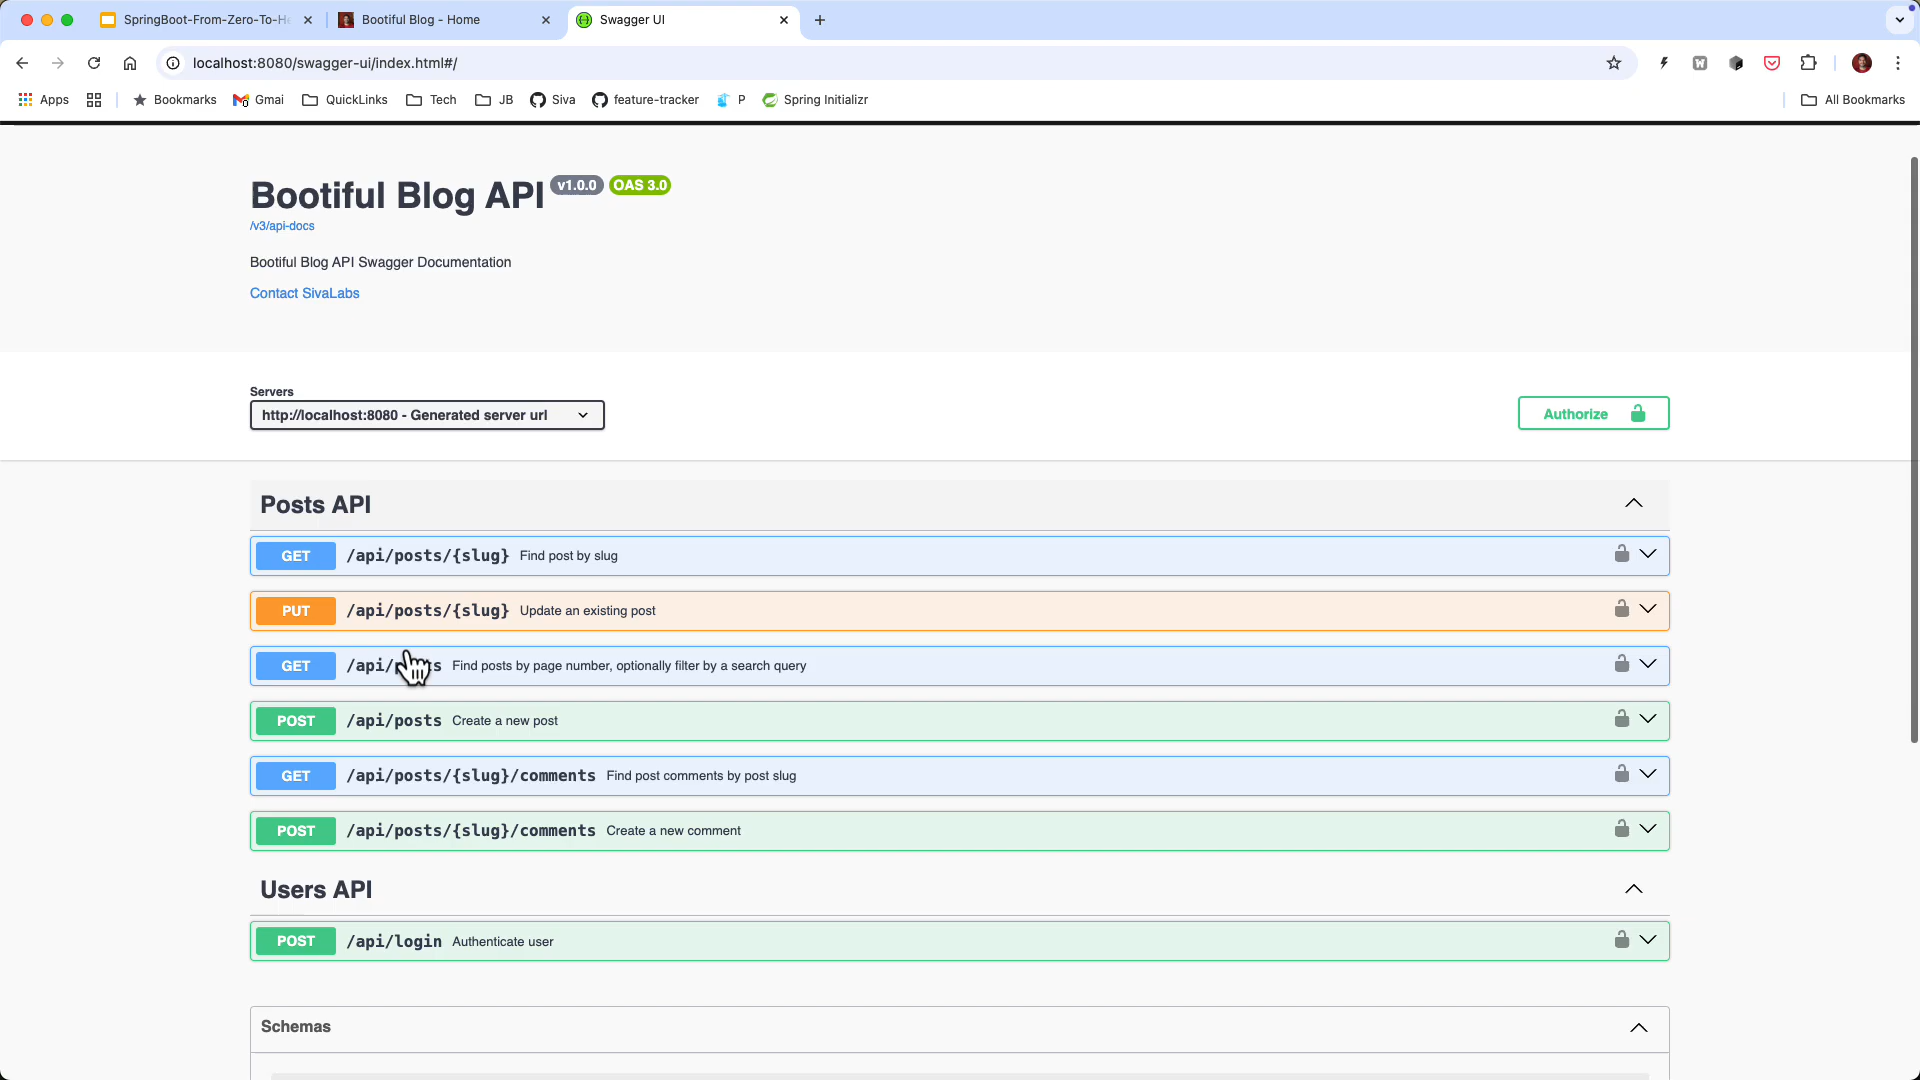 SpringBoot-From-Zero-To-He
Bootiful Blog - Home
Swagger UI
localhost:8080/swagger-ui/index.html#/
Apps
Bookmarks
Gmai
QuickLinks
Tech
JB
Siva
feature-tracker
P
Spring Initializr
All Bookmarks
Bootiful Blog API v1.0.0 OAS 3.0
/v3/api-docs
Bootiful Blog API Swagger Documentation
Contact SivaLabs
Servers
http://localhost:8080 - Generated server url
Authorize
Posts API
GET /api/posts/{slug} Find post by slug
PUT /api/posts/{slug} Update an existing post
GET /api/posts Find posts by page number, optionally filter by a search query
POST /api/posts Create a new post
GET /api/posts/{slug}/comments Find post comments by post slug
POST /api/posts/{slug}/comments Create a new comment
Users API
POST /api/login Authenticate user
Schemas